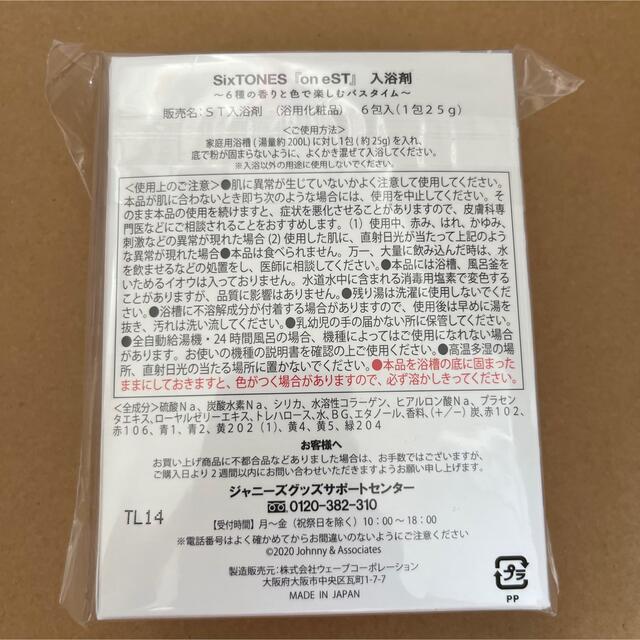 SixTONES『on eST』 入浴剤
～6種の香りと色で楽しむバスタイム～
販売名：ST入浴剤 （浴用化粧品） 6包入（1包25g）
＜ご使用方法＞
家庭用浴槽（湯量約200L）に対し1包（約25g）を入れ、
底で粉が固まらないように、よくかき混ぜて入浴してください。
※入浴以外の用途に使用しないでください。
＜使用上のご注意＞●肌に異常が生じていないかよく注意して使用してください。
本品が肌に合わないとき即ち次のような場合には、使用を中止してください。そ
のまま本品の使用を続けますと、症状を悪化させることがありますので、皮膚科専
門医などにご相談されることをおすすめします。（1）使用中、赤み、はれ、かゆみ、
刺激などの異常が現れた場合（2）使用した肌に、直射日光が当たって上記のよう
な異常が現れた場合●本品は食べられません。万一、大量に飲み込んだ時は、水
を飲ませるなどの処置をし、医師に相談してください。●本品には浴槽、風呂釜を
いためるイオウは入っておりません。水道水中に含まれる消毒用塩素で変色する
ことがありますが、品質に影響はありません。●残り湯は洗濯に使用しないでくだ
さい。●浴槽に不溶解成分が付着する場合がありますので、使用後は早めに湯を
抜き、汚れは洗い流してください。●乳幼児の手の届かない所に保管してください。
●全自動給湯機・24時間風呂の場合、機種によってはご使用になれない場合
があります。お使いの機種の説明書を確認の上ご使用ください。●高温多湿の場
所、直射日光の当たる場所に置かないでください。●本品を浴槽の底に固まった
ままにしておきますと、色がつく場合がありますので、必ず溶かしきってください。
＜全成分＞硫酸Na、炭酸水素Na、シリカ、水溶性コラーゲン、ヒアルロン酸Na、プラセン
タエキス、ローヤルゼリーエキス、トレハロース、水、BG、エタノール、香料、（＋/－）炭、赤102、
赤106、青1、青2、黄202（1）、黄4、黄5、緑204
お客様へ
お買い上げ商品に不都合品などありました場合は、お手数ではございますが、
ご購入日より2週間以内にお問い合わせいただきますようお願い申し上げます。
ジャニーズグッズサポートセンター
0120-382-310
TL14
【受付時間】月～金（祝祭日を除く）10：00～18：00
※電話番号はよく確かめてからお間違いのないようにご注意ください。
©2020 Johnny & Associates
製造販売元：株式会社ウェーブコーポレーション
大阪府大阪市中央区瓦町1-7-7
MADE IN JAPAN
プラ
PP